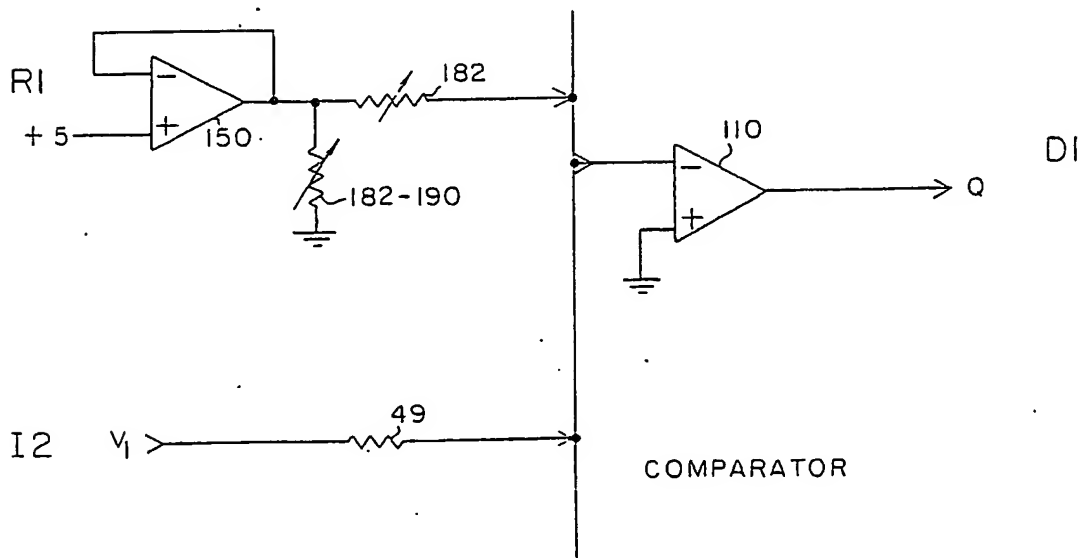 R1
+ 5
−
+
150
182
182-190
110
−
+
D1
Q
I2
V1
49
COMPARATOR